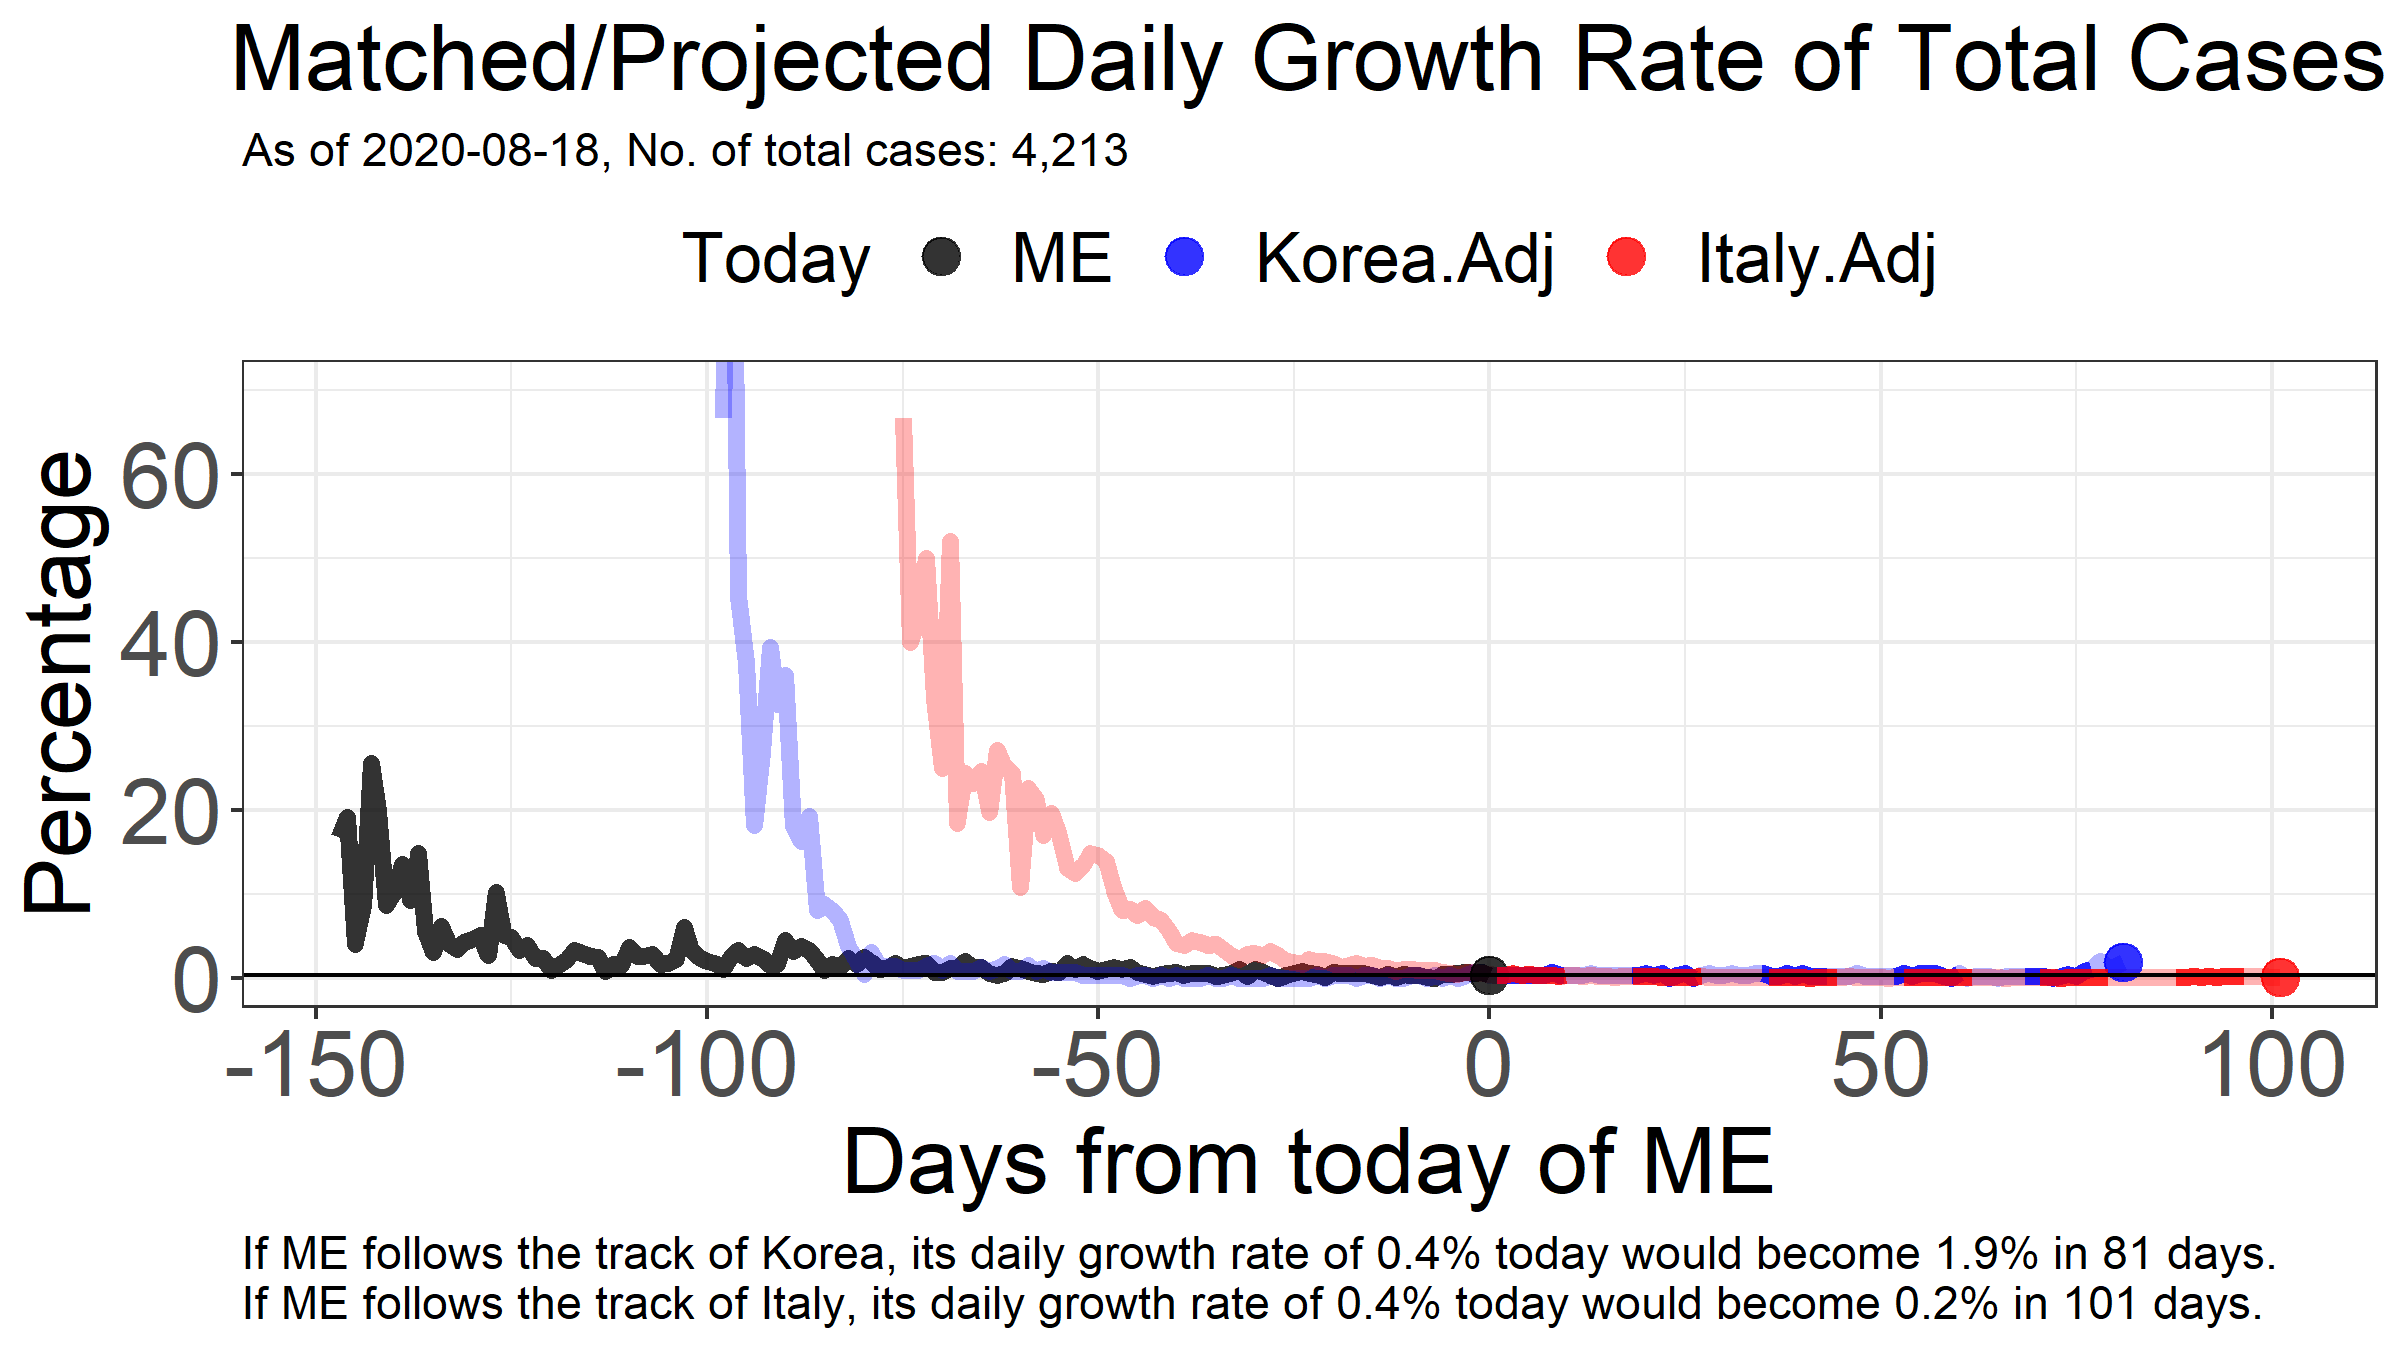 Matched/Projected Daily Growth Rate of Total Cases
As of 2020-08-18, No. of total cases: 4,213
Today ME Korea.Adj Italy.Adj
Percentage
60
40
20
0
-150 -100 -50 0 50 100
Days from today of ME
If ME follows the track of Korea, its daily growth rate of 0.4% today would become 1.9% in 81 days.
If ME follows the track of Italy, its daily growth rate of 0.4% today would become 0.2% in 101 days.